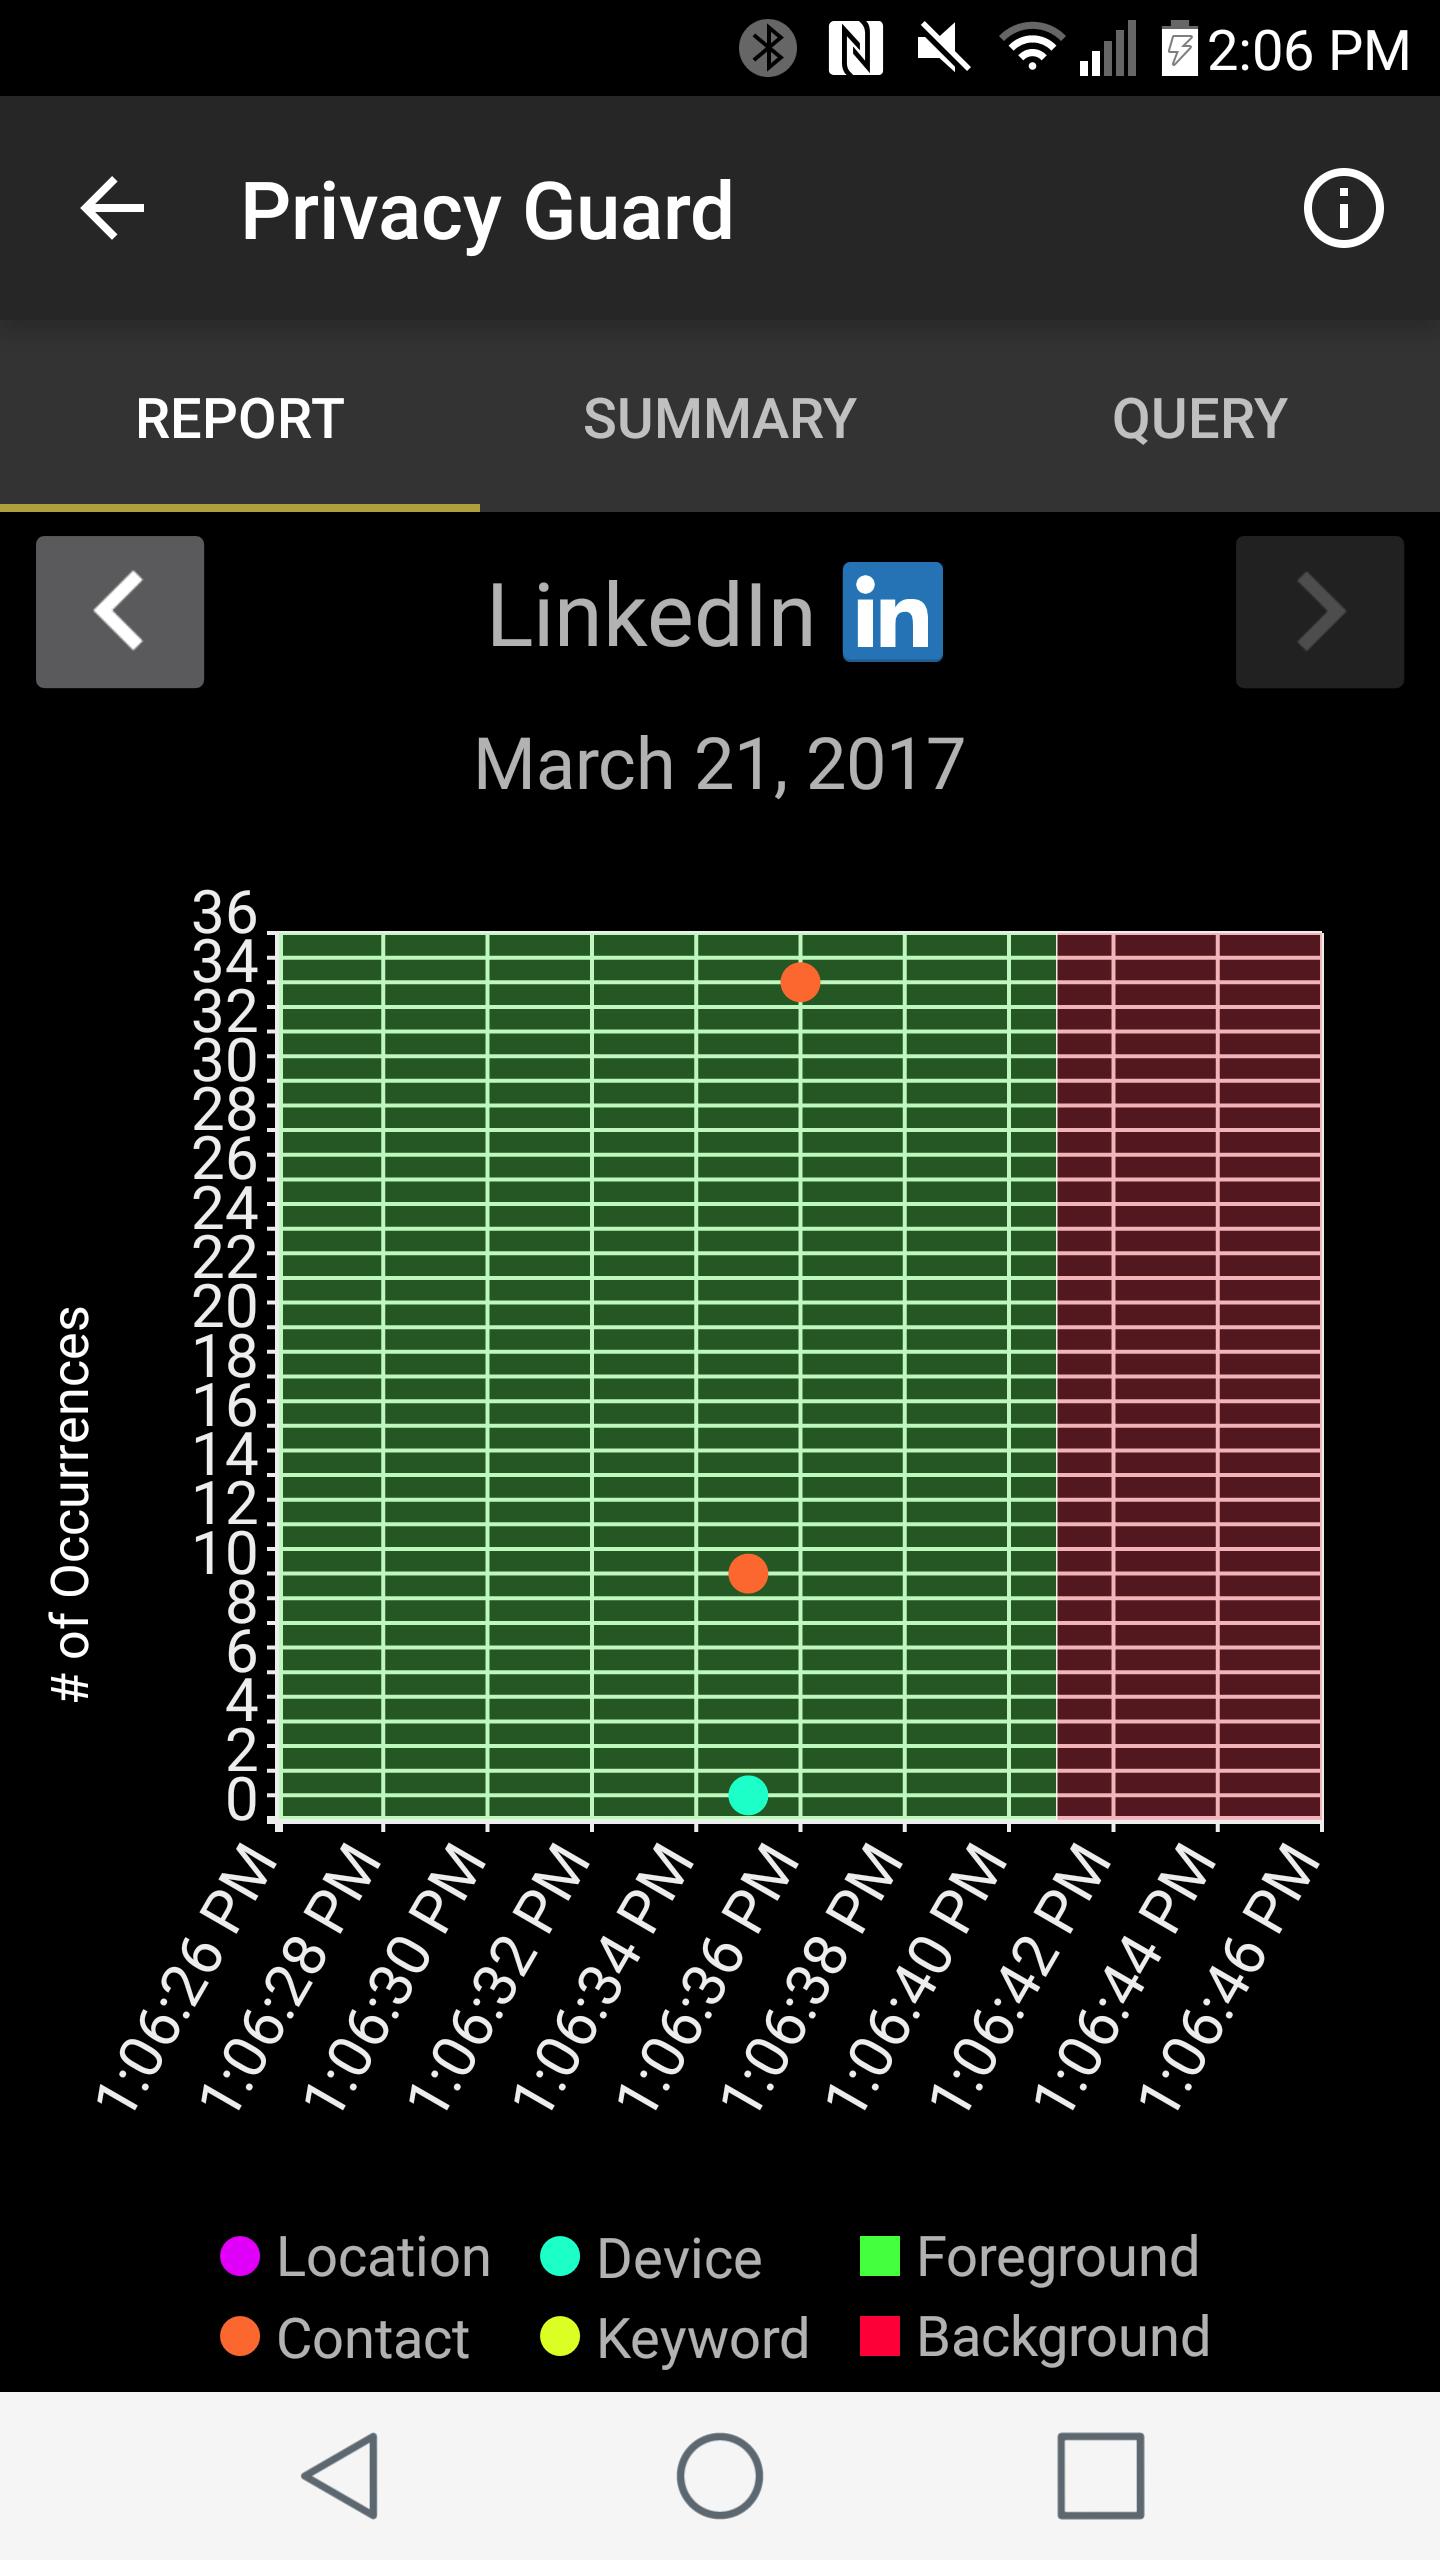 2:06 PM
Privacy Guard
REPORT SUMMARY QUERY
LinkedIn in
March 21, 2017
36
34
32
30
28
26
24
22
20
18
16
14
12
10
8
6
4
2
0
# of Occurrences
1:06:26 PM 1:06:28 PM 1:06:30 PM 1:06:32 PM 1:06:34 PM 1:06:36 PM 1:06:38 PM 1:06:40 PM 1:06:42 PM 1:06:44 PM 1:06:46 PM
Location Device Foreground
Contact Keyword Background